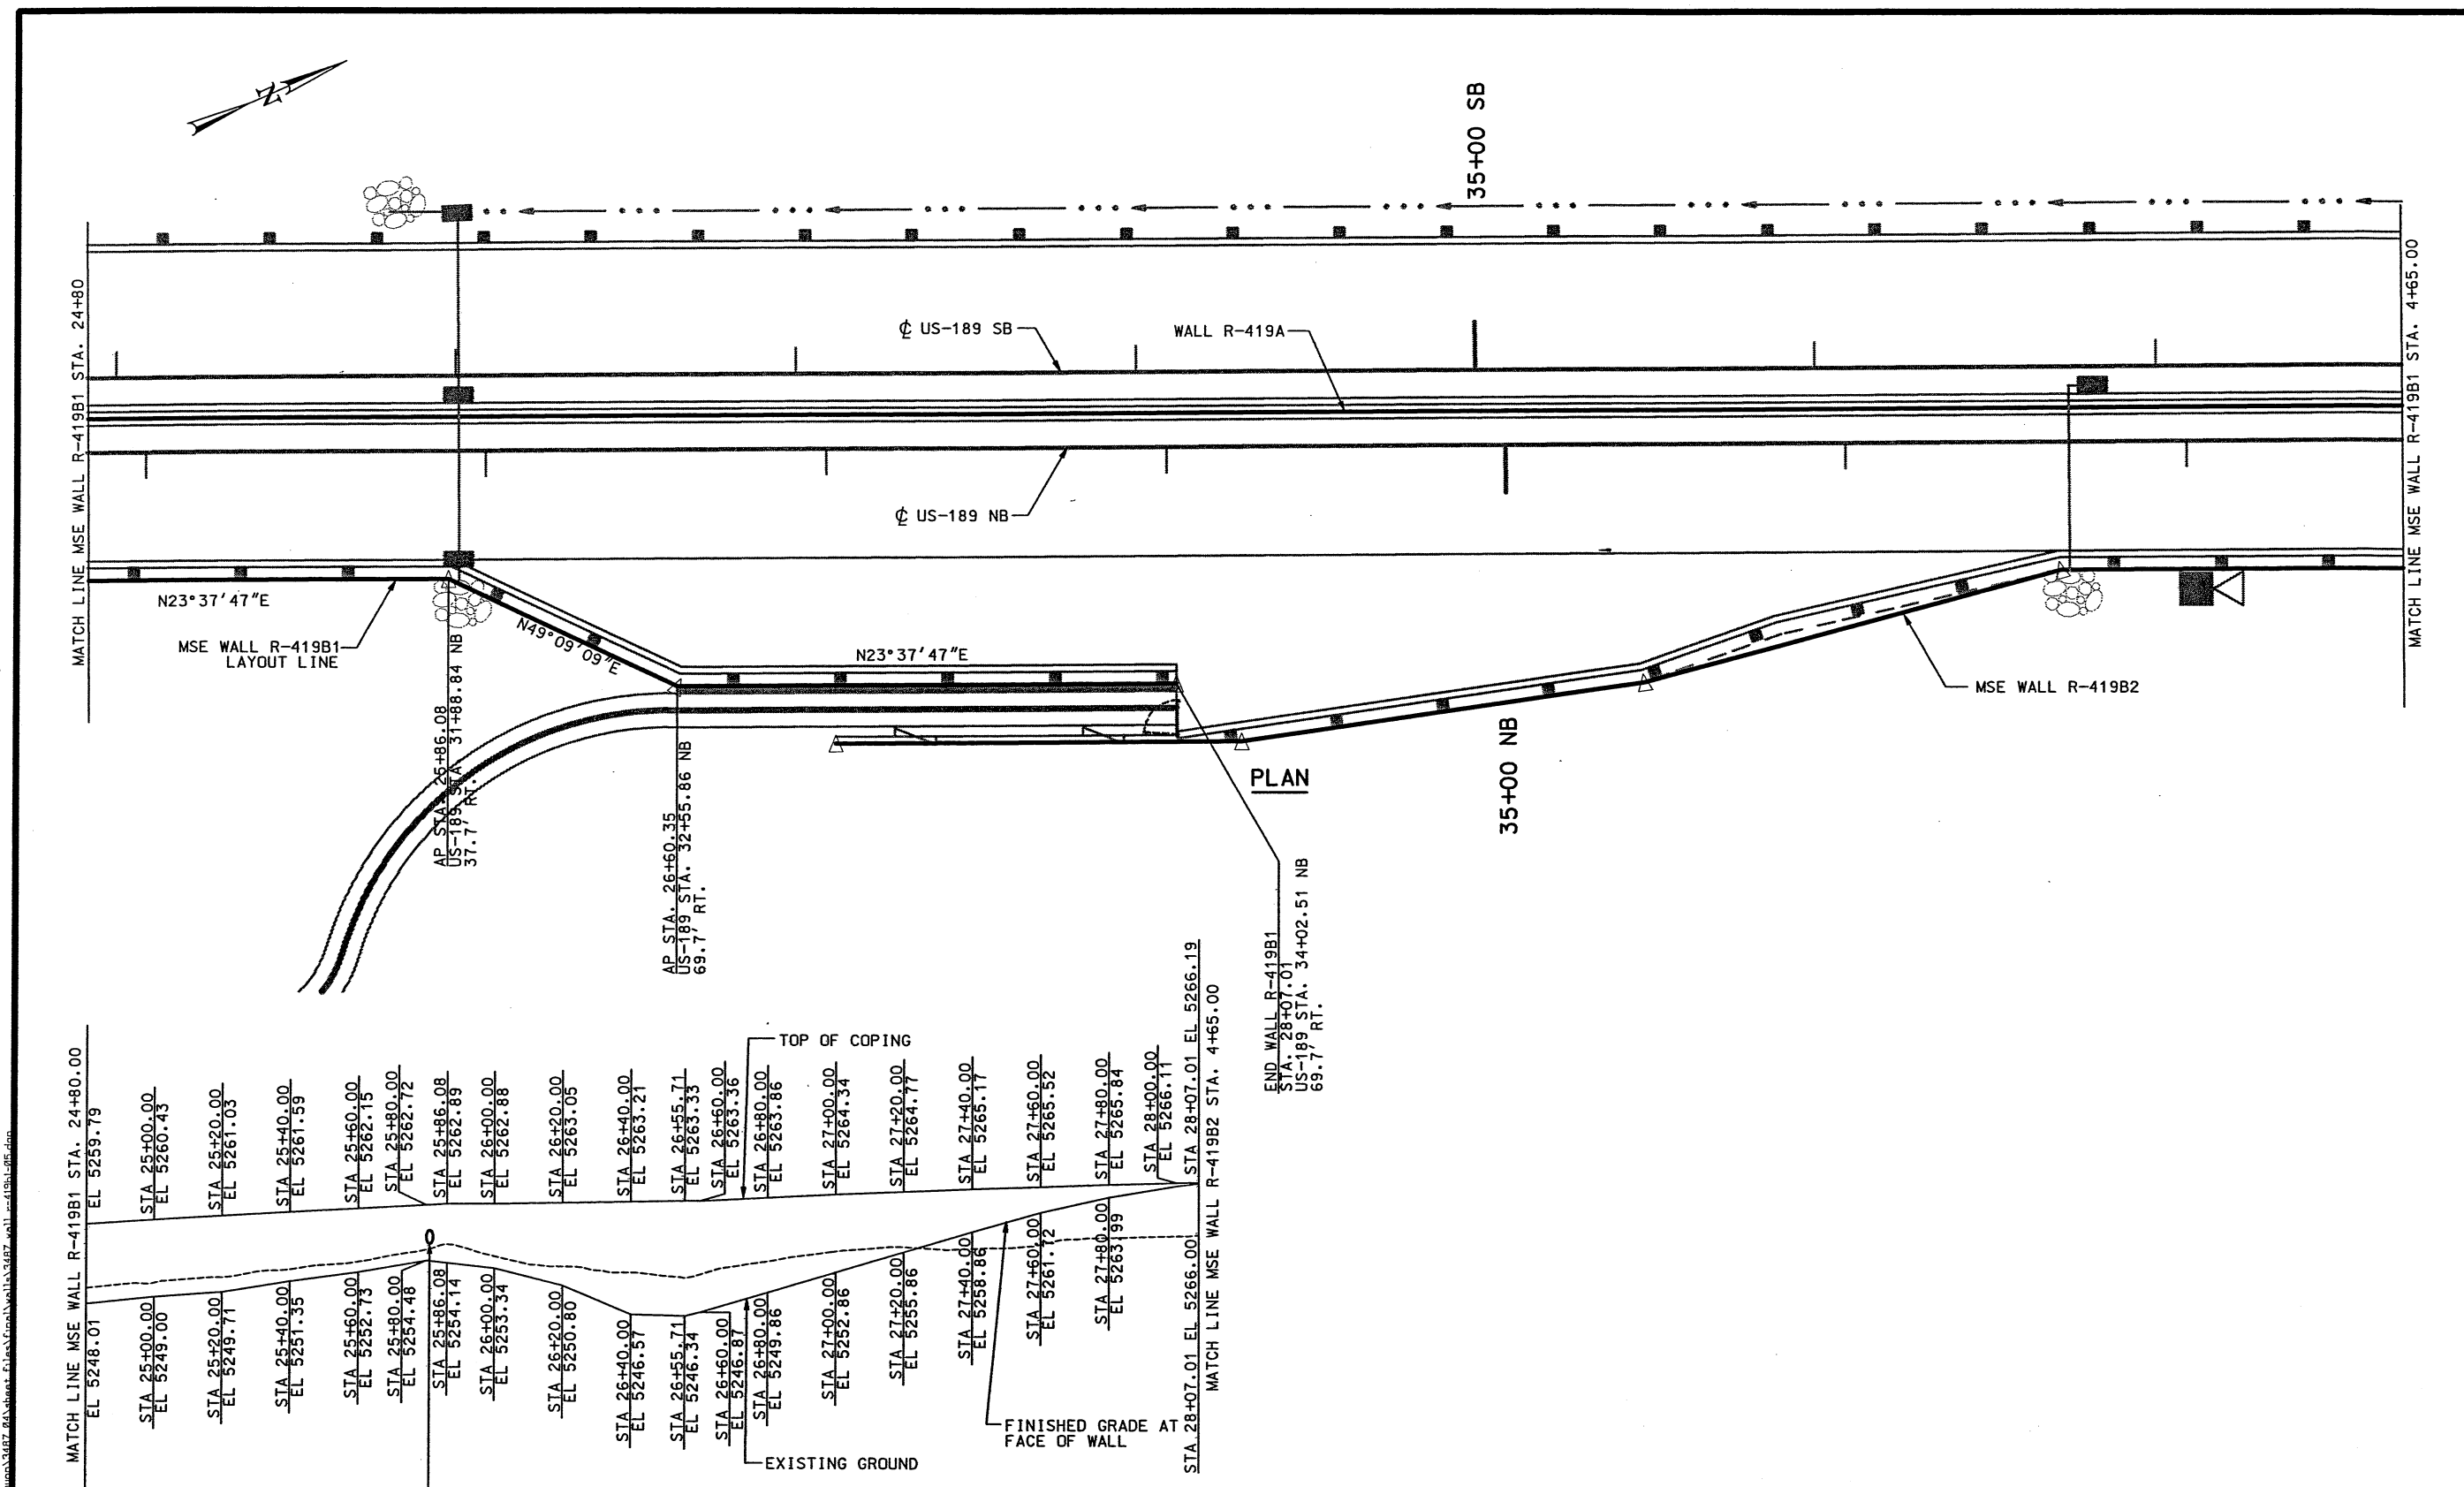 N
35+00 SB
MATCH LINE MSE WALL R-419B1 STA. 24+80
MATCH LINE MSE WALL R-419B1 STA. 4+65.00
℄ US-189 SB
WALL R-419A
℄ US-189 NB
N23°37'47"E
MSE WALL R-419B1
LAYOUT LINE
N49°09'09"E
N23°37'47"E
MSE WALL R-419B2
AP STA. 25+86.08
US-189 STA 31+88.84 NB
37.7' RT.
AP STA. 26+60.35
US-189 STA. 32+55.86 NB
69.7' RT.
PLAN
35+00 NB
END WALL R-419B1
STA. 28+07.01
US-189 STA. 34+02.51 NB
69.7' RT.
MATCH LINE MSE WALL R-419B1 STA. 24+80.00
EL 5259.79
STA 25+00.00
EL 5260.43
STA 25+20.00
EL 5261.03
STA 25+40.00
EL 5261.59
STA 25+60.00
EL 5262.15
STA 25+80.00
EL 5262.72
STA 25+86.08
EL 5262.89
STA 26+00.00
EL 5262.88
STA 26+20.00
EL 5263.05
STA 26+40.00
EL 5263.21
STA 26+55.71
EL 5263.33
STA 26+60.00
EL 5263.36
STA 26+80.00
EL 5263.86
STA 27+00.00
EL 5264.34
STA 27+20.00
EL 5264.77
STA 27+40.00
EL 5265.17
STA 27+60.00
EL 5265.52
STA 27+80.00
EL 5265.84
STA 28+00.00
EL 5266.11
STA 28+07.01 EL 5266.19
TOP OF COPING
0
EL 5248.01
STA 25+00.00
EL 5249.00
STA 25+20.00
EL 5249.71
STA 25+40.00
EL 5251.35
STA 25+60.00
EL 5252.73
STA 25+80.00
EL 5254.48
STA 25+86.08
EL 5254.14
STA 26+00.00
EL 5253.34
STA 26+20.00
EL 5250.80
STA 26+40.00
EL 5246.57
STA 26+55.71
EL 5246.34
STA 26+60.00
EL 5246.87
STA 26+80.00
EL 5249.86
STA 27+00.00
EL 5252.86
STA 27+20.00
EL 5255.86
STA 27+40.00
EL 5258.86
STA 27+60.00
EL 5261.72
STA 27+80.00
EL 5263.99
STA 28+07.01 EL 5266.00
MATCH LINE MSE WALL R-419B2 STA. 4+65.00
EXISTING GROUND
FINISHED GRADE AT
FACE OF WALL